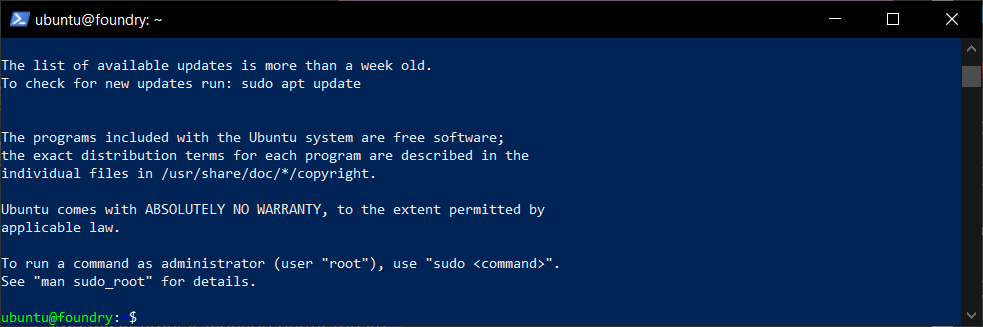 ubuntu@foundry: ~
The list of available updates is more than a week old.
To check for new updates run: sudo apt update
The programs included with the Ubuntu system are free software;
the exact distribution terms for each program are described in the
individual files in /usr/share/doc/*/copyright.
Ubuntu comes with ABSOLUTELY NO WARRANTY, to the extent permitted by
applicable law.
To run a command as administrator (user "root"), use "sudo <command>".
See "man sudo_root" for details.
ubuntu@foundry: $